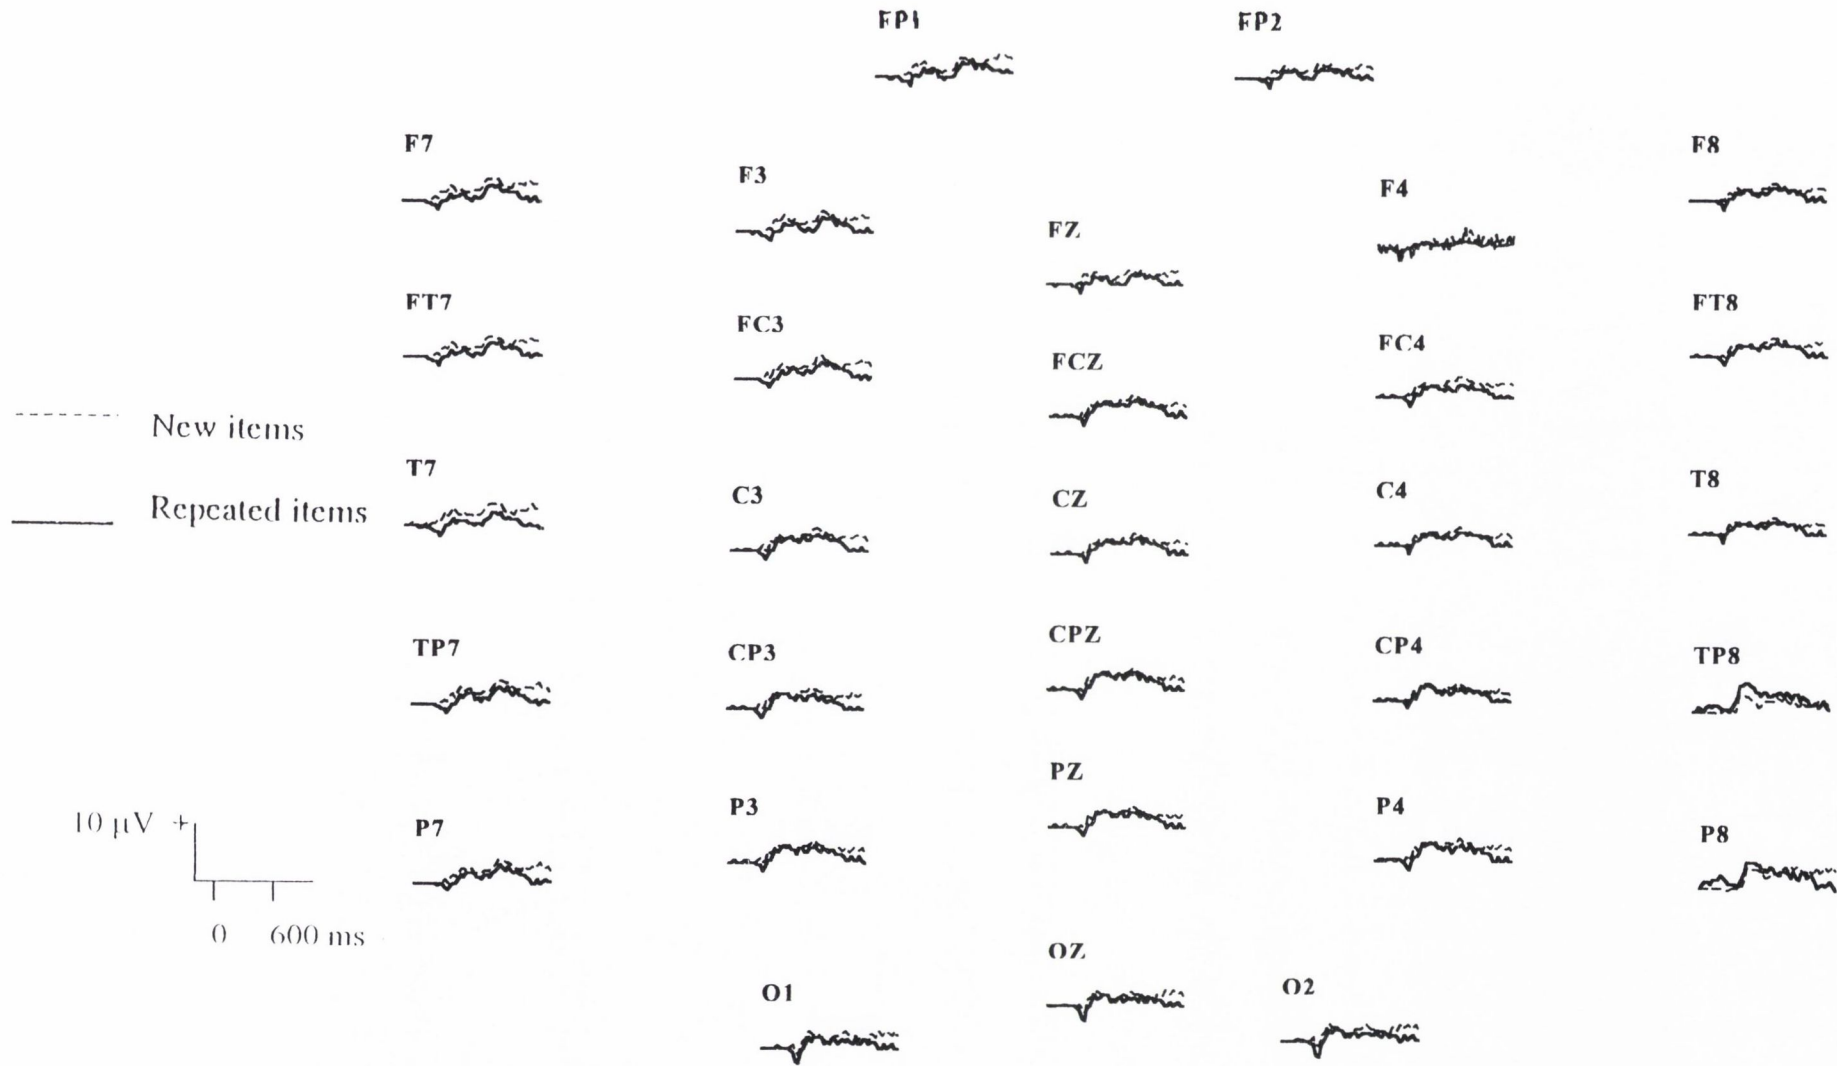 FP1 FP2
F7 F8
F3 F4
FZ
FT7 FT8
FC3 FCZ FC4
New items
T7 C3 CZ C4 T8
Repeated items
TP7 CP3 CPZ CP4 TP8
PZ
10 µV +
P7 P3 P4 P8
0 600 ms
OZ
O1 O2